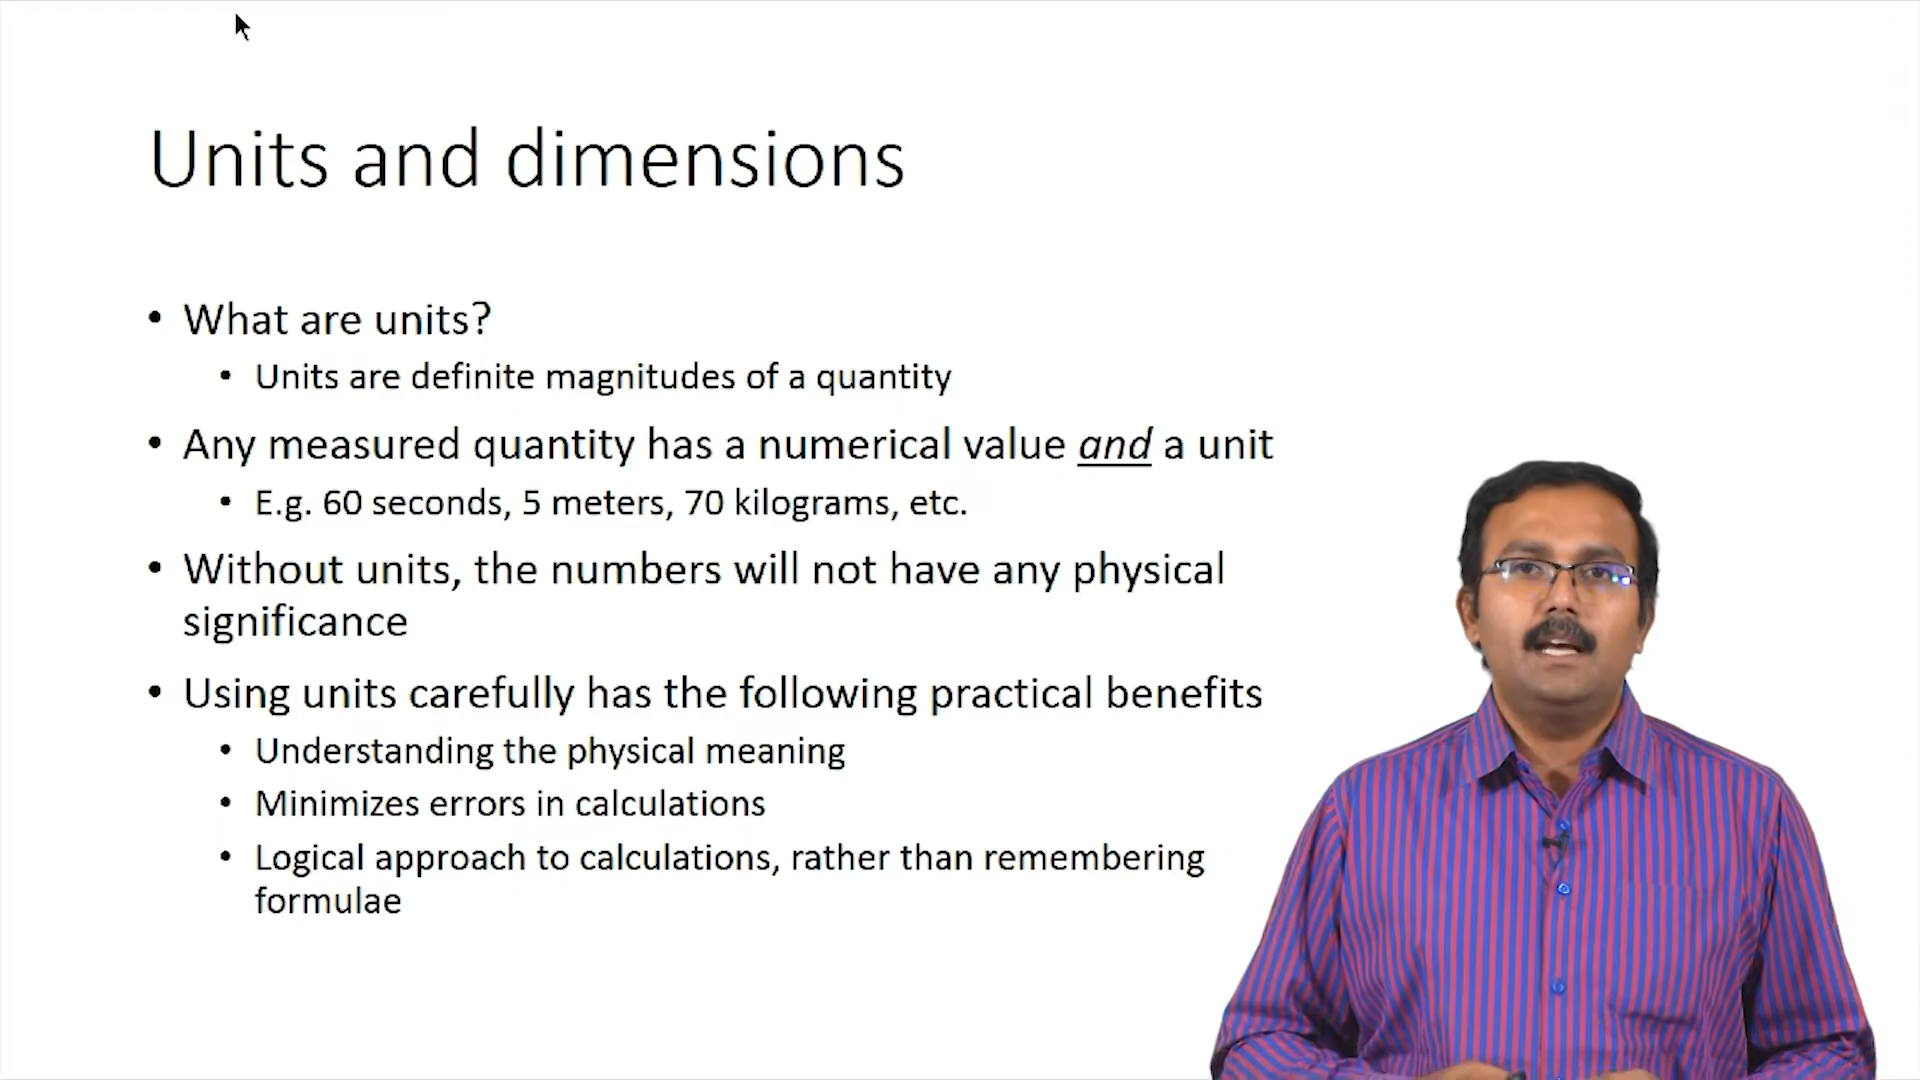 Units and dimensions
• What are units?
• Units are definite magnitudes of a quantity
• Any measured quantity has a numerical value and a unit
• E.g. 60 seconds, 5 meters, 70 kilograms, etc.
• Without units, the numbers will not have any physical
significance
• Using units carefully has the following practical benefits
• Understanding the physical meaning
• Minimizes errors in calculations
• Logical approach to calculations, rather than remembering
formulae